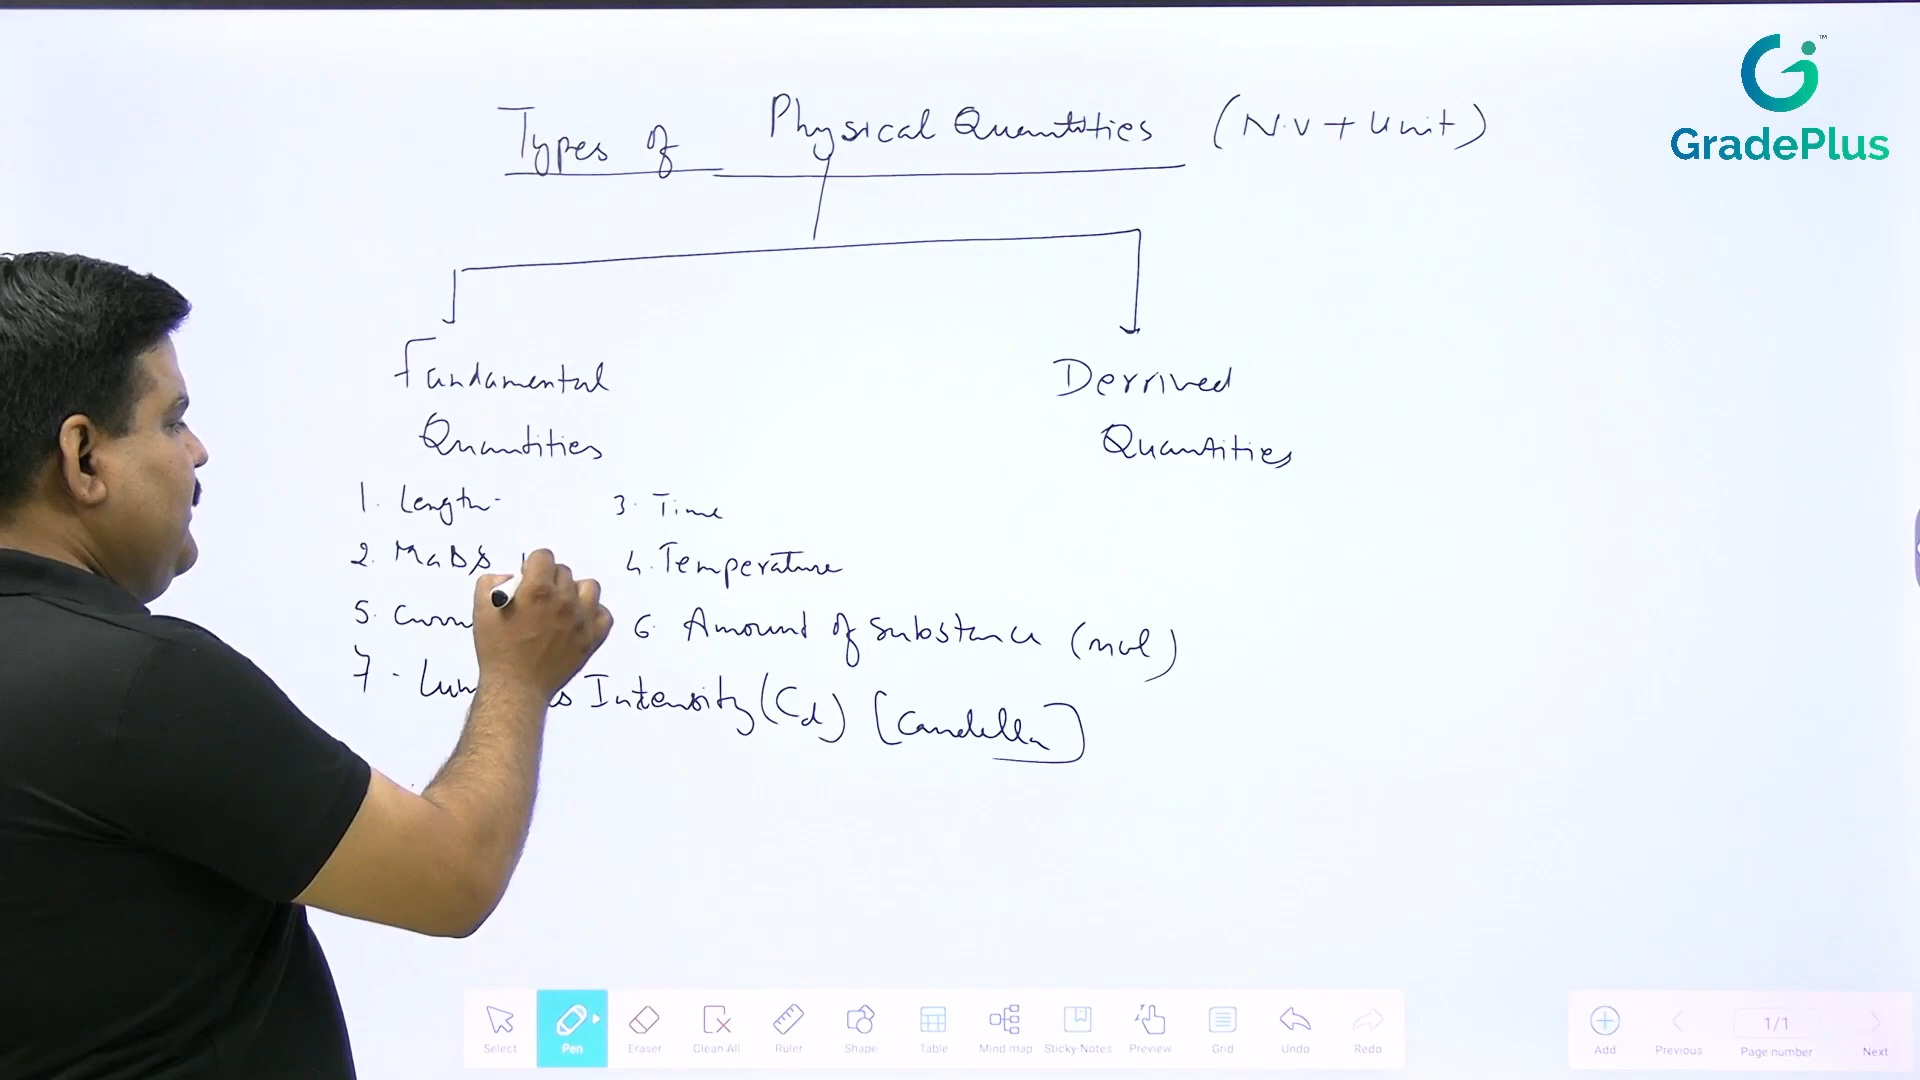 GradePlus
TM
Types of Physical Quantities (N.V + Unit)
Fundamental Derrived
Quantities Quantities
1. Length 3. Time
2. Mass 4. Temperature
5. 6. Amount of Substance (mol)
7. Intensity (Cd) [Candella]
Select Pen Eraser Clean All Ruler Shape Table Mind map Sticky Notes Preview Grid Undo Redo
Add Previous 1/1 Page number Next